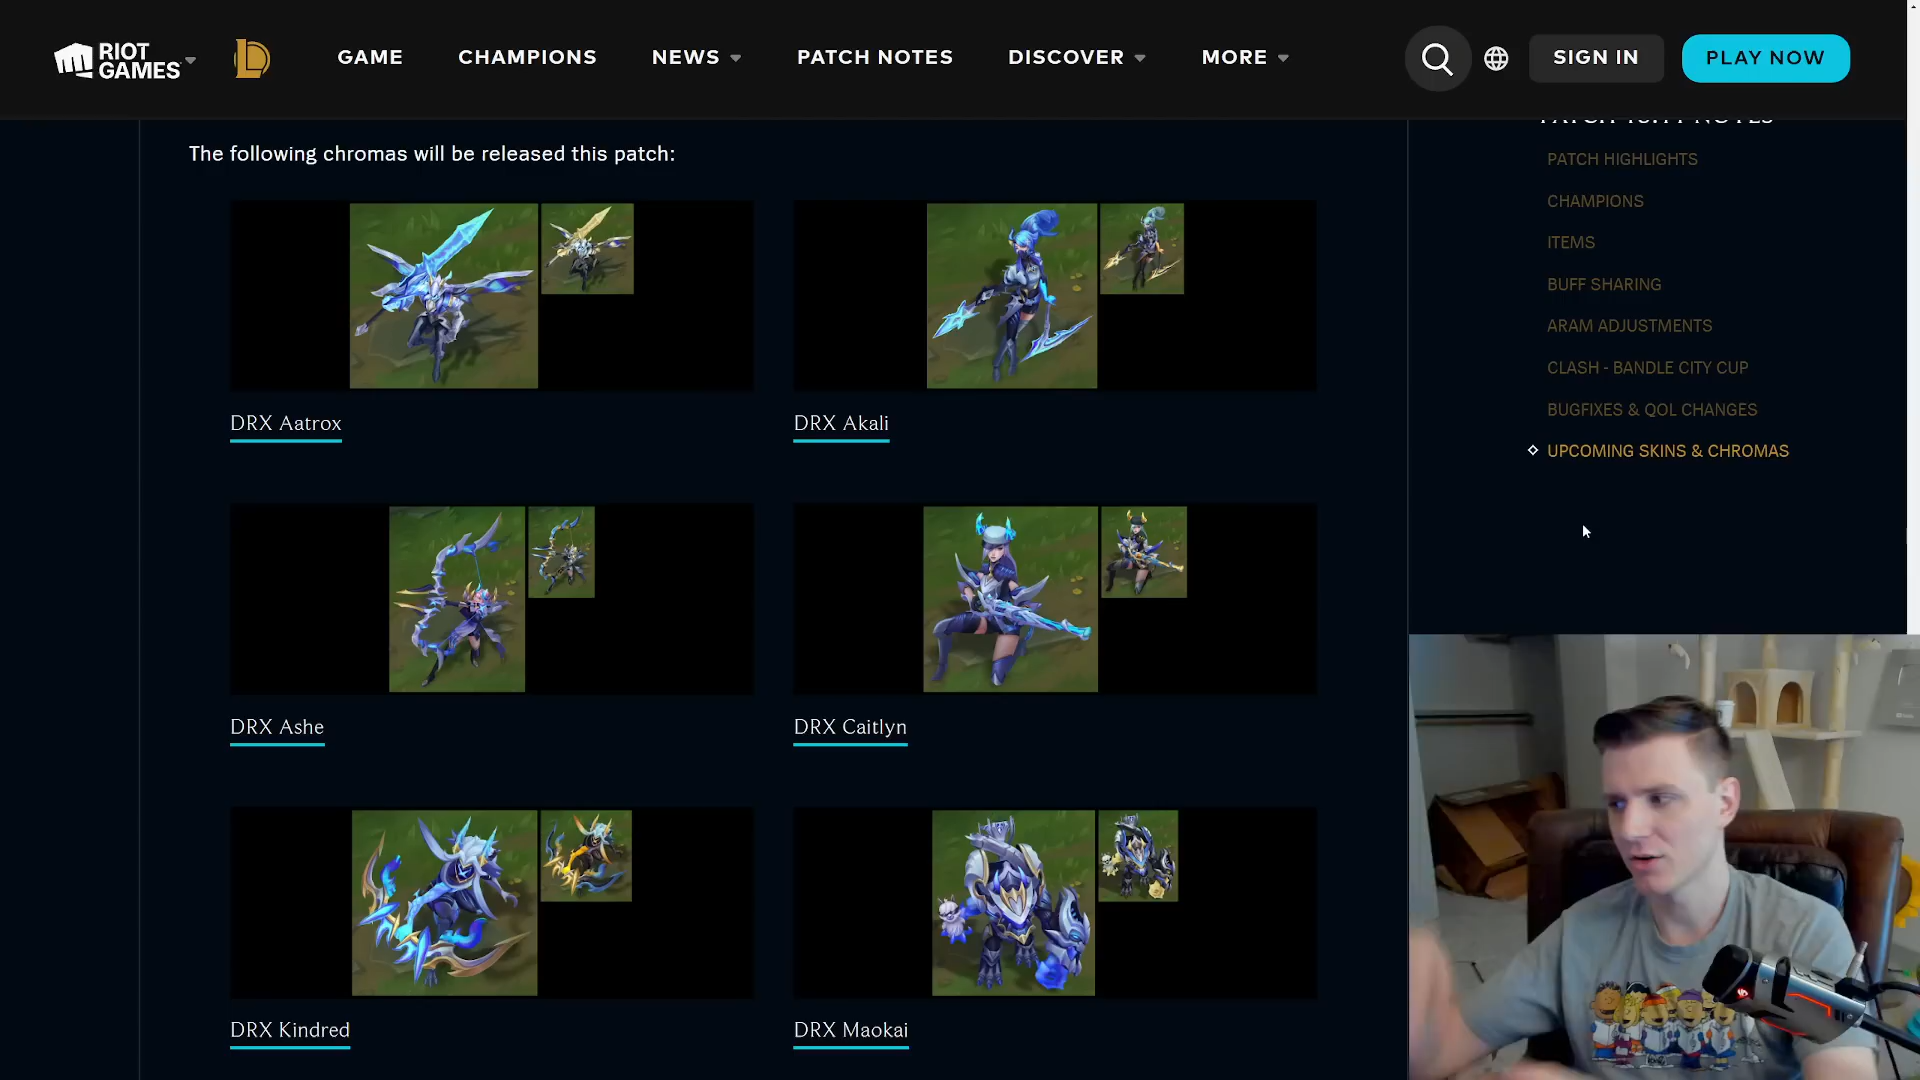 RIOT GAMES
GAME
CHAMPIONS
NEWS
PATCH NOTES
DISCOVER
MORE
SIGN IN
PLAY NOW
The following chromas will be released this patch:
DRX Aatrox
DRX Akali
DRX Ashe
DRX Caitlyn
DRX Kindred
DRX Maokai
PATCH HIGHLIGHTS
CHAMPIONS
ITEMS
BUFF SHARING
ARAM ADJUSTMENTS
CLASH - BANDLE CITY CUP
BUGFIXES & QOL CHANGES
UPCOMING SKINS & CHROMAS